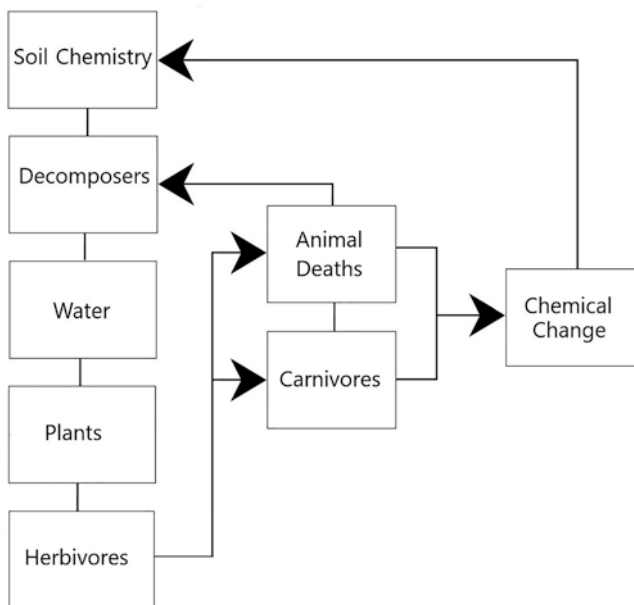 Soil Chemistry
Decomposers
Water
Plants
Herbivores
Animal
Deaths
Carnivores
Chemical
Change